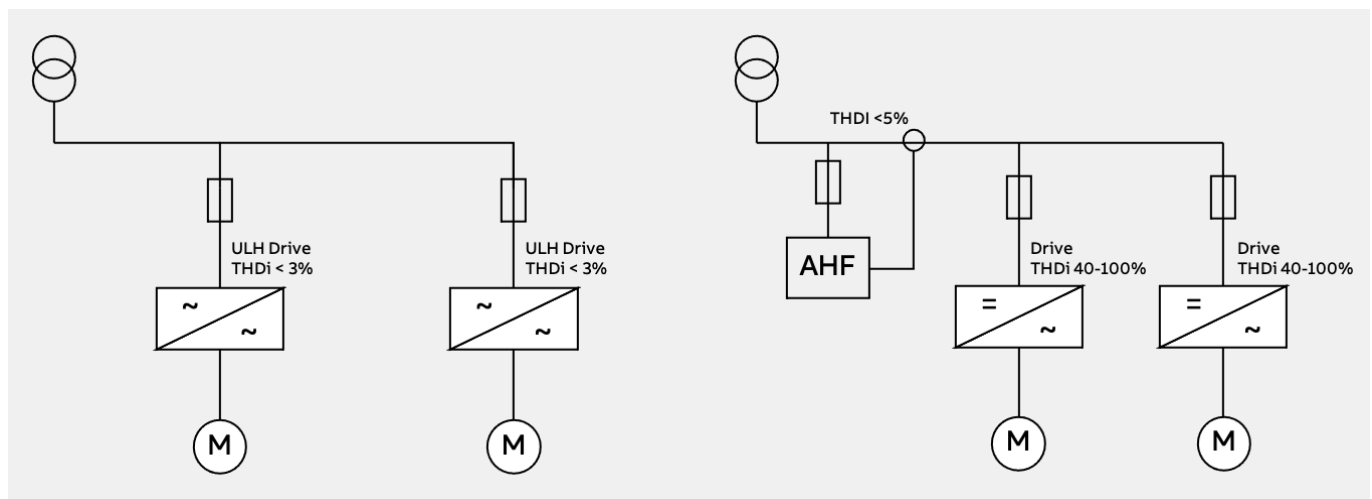 ULH Drive
THDi < 3%
~
~
M
ULH Drive
THDi < 3%
~
~
M
THDI <5%
AHF
Drive
THDi 40-100%
=
~
M
Drive
THDi 40-100%
=
~
M